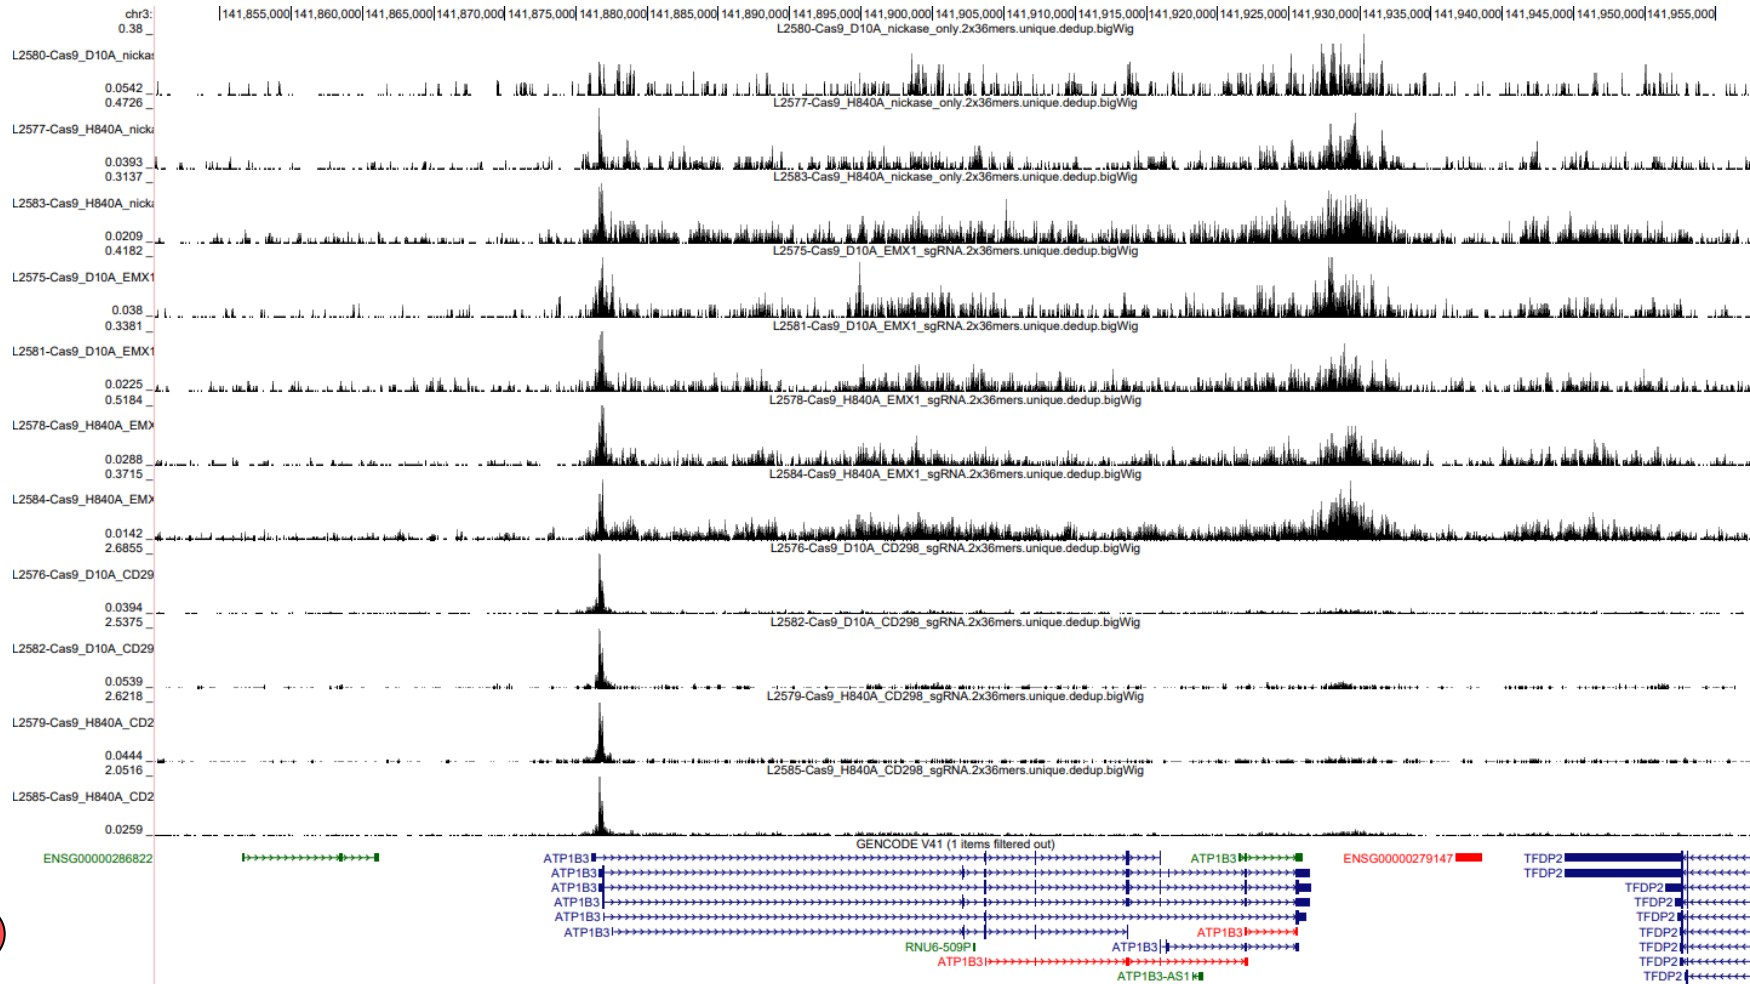 chr3: 141,855,000| 141,860,000| 141,865,000| 141,870,000| 141,875,000| 141,880,000| 141,885,000| 141,890,000| 141,895,000| 141,900,000| 141,905,000| 141,910,000| 141,915,000| 141,920,000| 141,925,000| 141,930,000| 141,935,000| 141,940,000| 141,945,000| 141,950,000| 141,955,000|
0.38 _ L2580-Cas9_D10A_nickase_only.2x36mers.unique.dedup.bigWig
L2580-Cas9_D10A_nickas
0.0542 _
0.4726 _ L2577-Cas9_H840A_nickase_only.2x36mers.unique.dedup.bigWig
L2577-Cas9_H840A_nicka
0.0393 _
0.3137 _ L2583-Cas9_H840A_nickase_only.2x36mers.unique.dedup.bigWig
L2583-Cas9_H840A_nicka
0.0209 _
0.4182 _ L2575-Cas9_D10A_EMX1_sgRNA.2x36mers.unique.dedup.bigWig
L2575-Cas9_D10A_EMX1
0.038 _
0.3381 _ L2581-Cas9_D10A_EMX1_sgRNA.2x36mers.unique.dedup.bigWig
L2581-Cas9_D10A_EMX1
0.0225 _
0.5184 _ L2578-Cas9_H840A_EMX1_sgRNA.2x36mers.unique.dedup.bigWig
L2578-Cas9_H840A_EMX
0.0288 _
0.3715 _ L2584-Cas9_H840A_EMX1_sgRNA.2x36mers.unique.dedup.bigWig
L2584-Cas9_H840A_EMX
0.0142 _
2.6855 _ L2576-Cas9_D10A_CD298_sgRNA.2x36mers.unique.dedup.bigWig
L2576-Cas9_D10A_CD29
0.0394 _
2.5375 _ L2582-Cas9_D10A_CD298_sgRNA.2x36mers.unique.dedup.bigWig
L2582-Cas9_D10A_CD29
0.0539 _
2.6218 _ L2579-Cas9_H840A_CD298_sgRNA.2x36mers.unique.dedup.bigWig
L2579-Cas9_H840A_CD2
0.0444 _
2.0516 _ L2585-Cas9_H840A_CD298_sgRNA.2x36mers.unique.dedup.bigWig
L2585-Cas9_H840A_CD2
0.0259 _
GENCODE V41 (1 items filtered out)
ENSG00000286822 ATP1B3 ATP1B3 ENSG00000279147 TFDP2
ATP1B3 TFDP2
ATP1B3 TFDP2
ATP1B3 TFDP2
ATP1B3 TFDP2
ATP1B3 ATP1B3 TFDP2
RNU6-509P ATP1B3 TFDP2
ATP1B3 TFDP2
ATP1B3-AS1 TFDP2